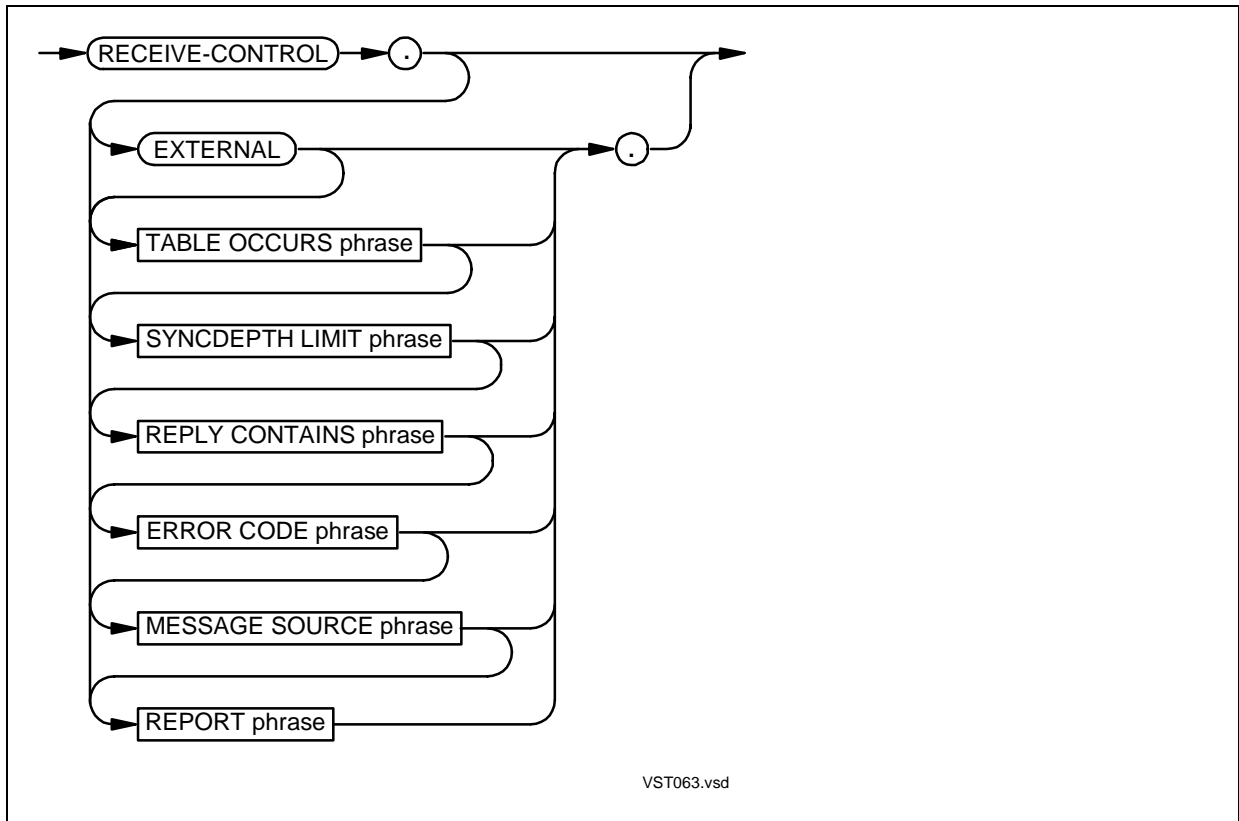 RECEIVE-CONTROL .
EXTERNAL .
TABLE OCCURS phrase
SYNCDEPTH LIMIT phrase
REPLY CONTAINS phrase
ERROR CODE phrase
MESSAGE SOURCE phrase
REPORT phrase
VST063.vsd